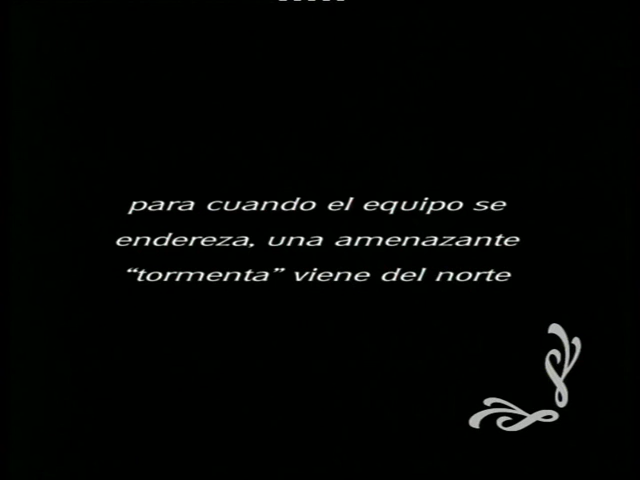 para cuando el equipo se
endereza, una amenazante
“tormenta” viene del norte